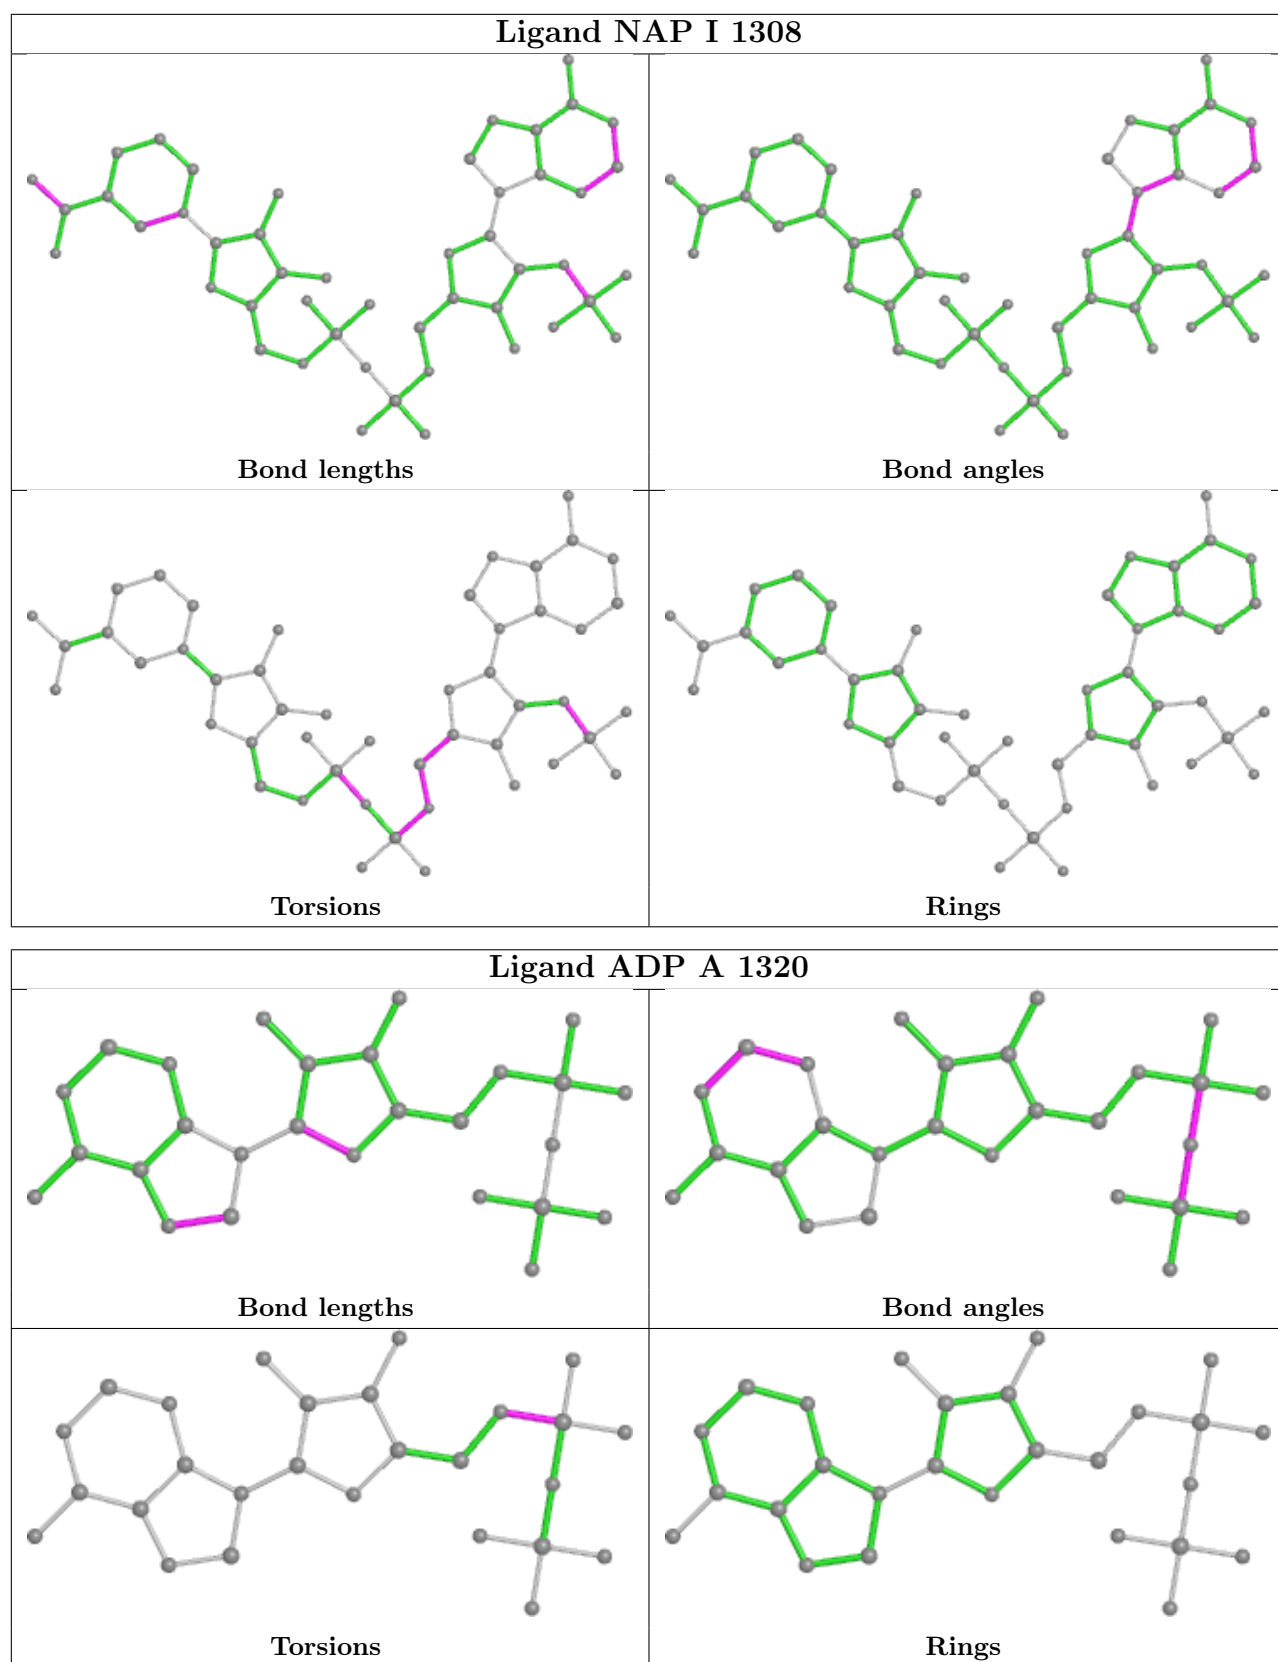 Ligand NAP I 1308
Bond lengths
Bond angles
Torsions
Rings
Ligand ADP A 1320
Bond lengths
Bond angles
Torsions
Rings